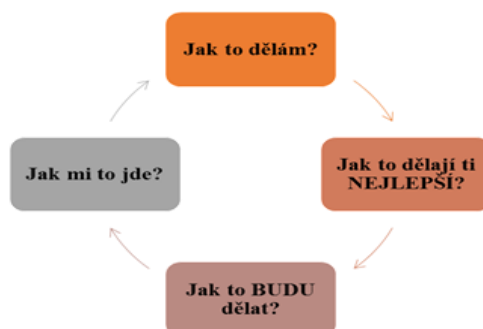 Jak to dělám?
Jak to dělají ti
NEJLEPŠÍ?
Jak to BUDU
dělat?
Jak mi to jde?